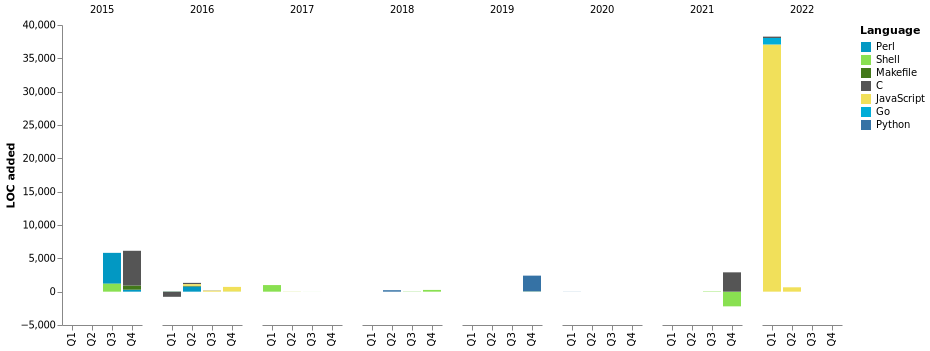 2015 2016 2017 2018 2019 2020 2021 2022
LOC added
40,000
35,000
30,000
25,000
20,000
15,000
10,000
5,000
0
−5,000
Q1 Q2 Q3 Q4 Q1 Q2 Q3 Q4 Q1 Q2 Q3 Q4 Q1 Q2 Q3 Q4 Q1 Q2 Q3 Q4 Q1 Q2 Q3 Q4 Q1 Q2 Q3 Q4 Q1 Q2 Q3 Q4
Language
Perl
Shell
Makefile
C
JavaScript
Go
Python